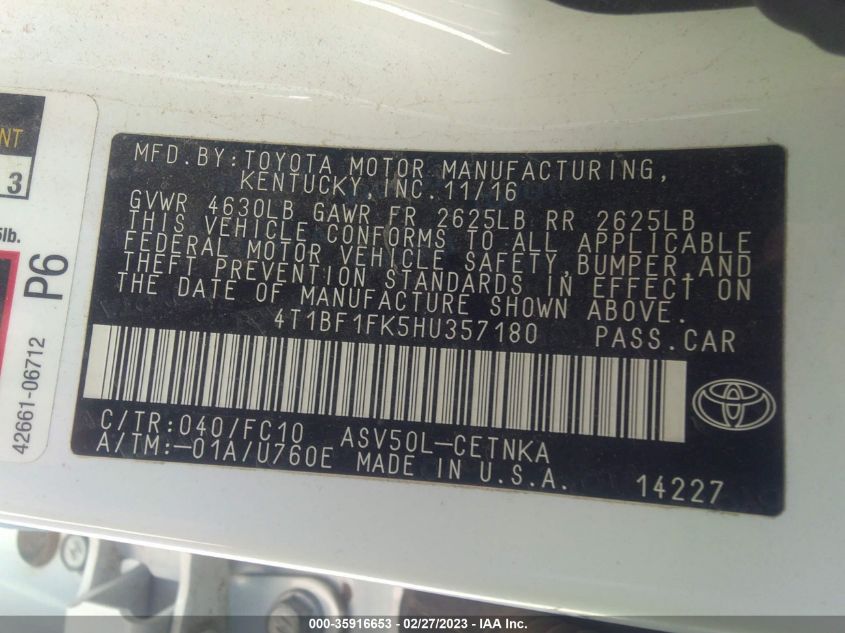 MFD.BY:TOYOTA MOTOR MANUFACTURING,
KENTUCKY,INC.11/16
GVWR 4630LB GAWR FR 2625LB RR 2625LB
THIS VEHICLE CONFORMS TO ALL APPLICABLE
FEDERAL MOTOR VEHICLE SAFETY,BUMPER,AND
THEFT PREVENTION STANDARDS IN EFFECT ON
THE DATE OF MANUFACTURE SHOWN ABOVE.
4T1BF1FK5HU357180 PASS.CAR
C/TR:040/FC10 ASV50L-CETNKA
A/TM:-01A/U760E MADE IN U.S.A.
14227
NT
3
lb.
P6
42661-06712
000-35916653 — 02/27/2023 — IAA Inc.